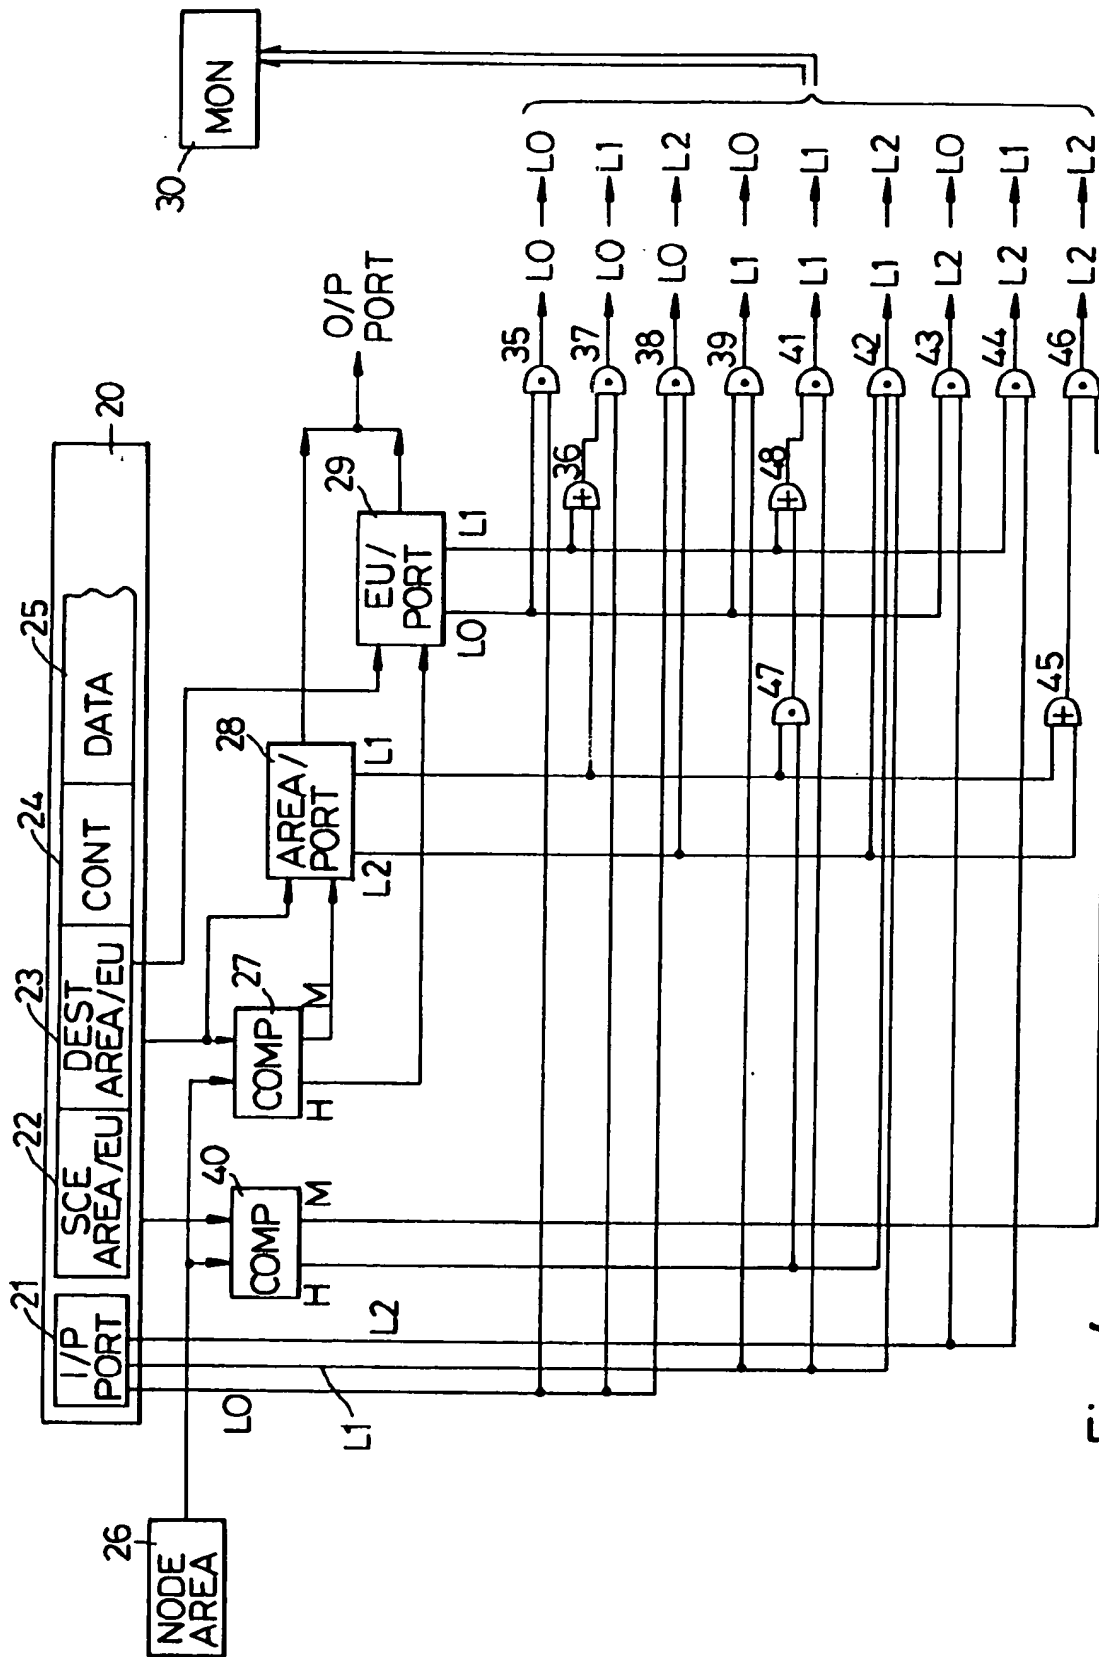 20
21
I/P
PORT
22
SCE
AREA/EU
23
DEST
AREA/EU
24
CONT
25
DATA
26
NODE
AREA
40
COMP
H
M
27
COMP
H
M
28
AREA/
PORT
L2
L1
29
EU/
PORT
L0
L1
O/P
PORT
30
MON
L0
L1
L2
35
L0
L0
36
37
L0
L1
38
L0
L2
39
L1
L0
47
48
41
L1
L1
42
L1
L2
43
L2
L0
44
L2
L1
45
46
L2
L2